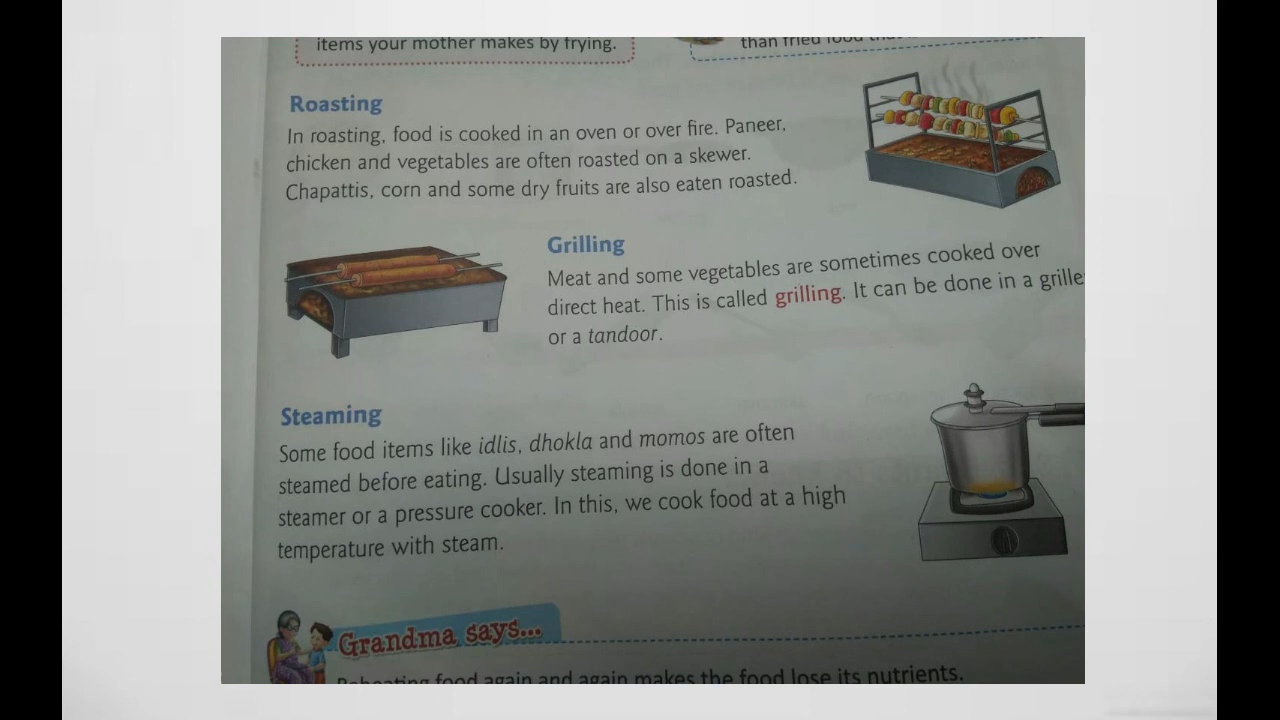 items your mother makes by frying.
than fried food
Roasting
In roasting, food is cooked in an oven or over fire. Paneer,
chicken and vegetables are often roasted on a skewer.
Chapattis, corn and some dry fruits are also eaten roasted.
Grilling
Meat and some vegetables are sometimes cooked over
direct heat. This is called grilling. It can be done in a grille
or a tandoor.
Steaming
Some food items like idlis, dhokla and momos are often
steamed before eating. Usually steaming is done in a
steamer or a pressure cooker. In this, we cook food at a high
temperature with steam.
Grandma says...
Reheating food again and again makes the food lose its nutrients.